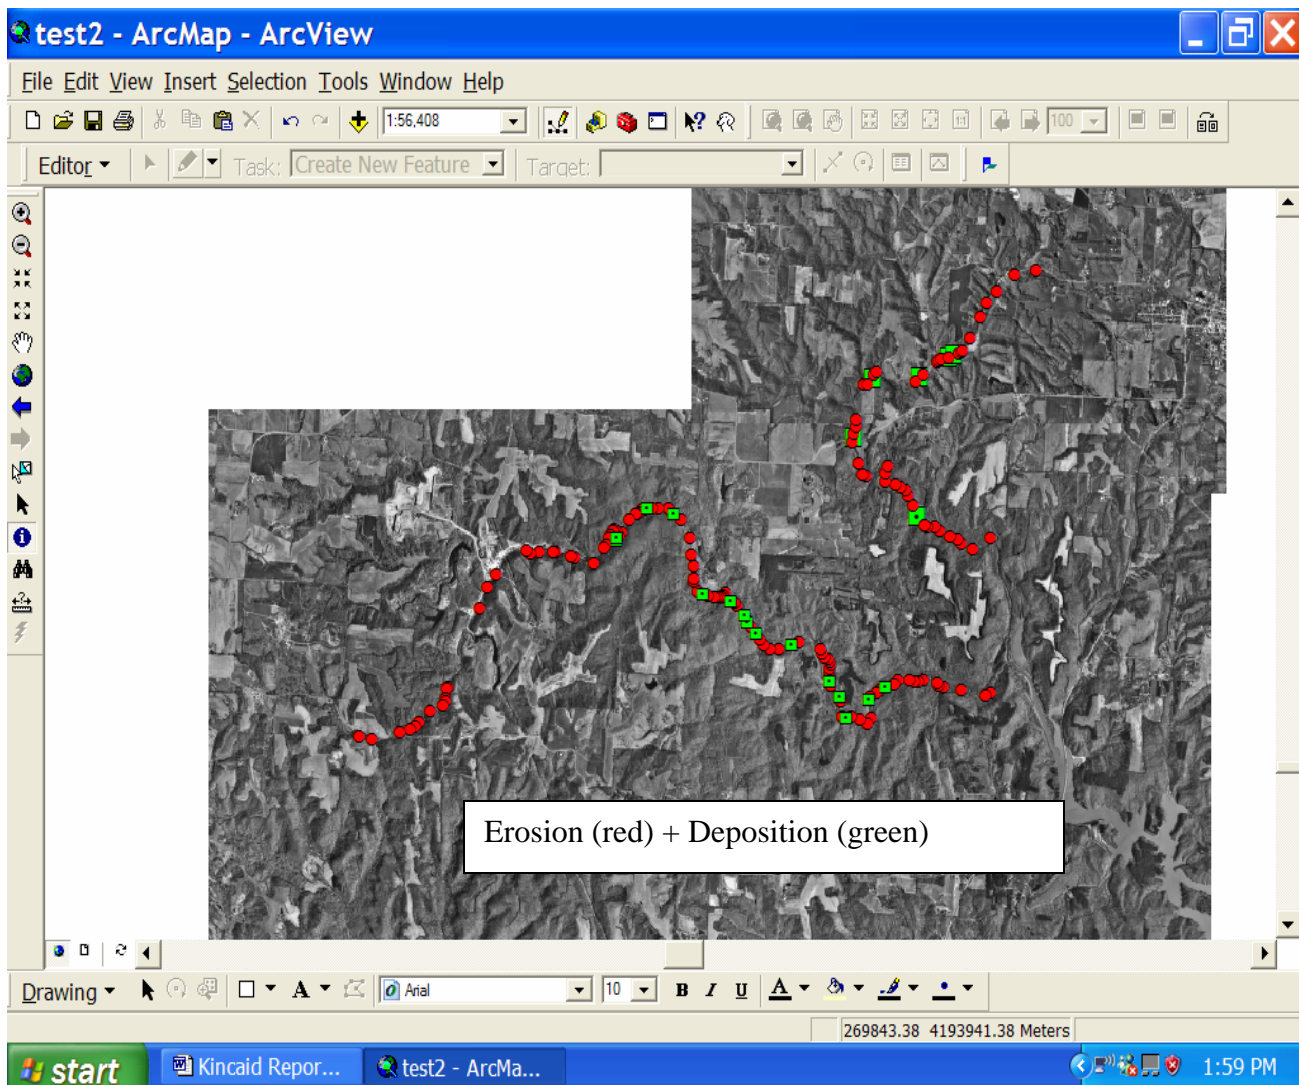 test2 - ArcMap - ArcView
File Edit View Insert Selection Tools Window Help
1:56,408
100
Editor Task: Create New Feature Target:
Erosion (red) + Deposition (green)
Drawing A Arial 10 B I U A
269843.38 4193941.38 Meters
start Kincaid Repor... test2 - ArcMa... 1:59 PM